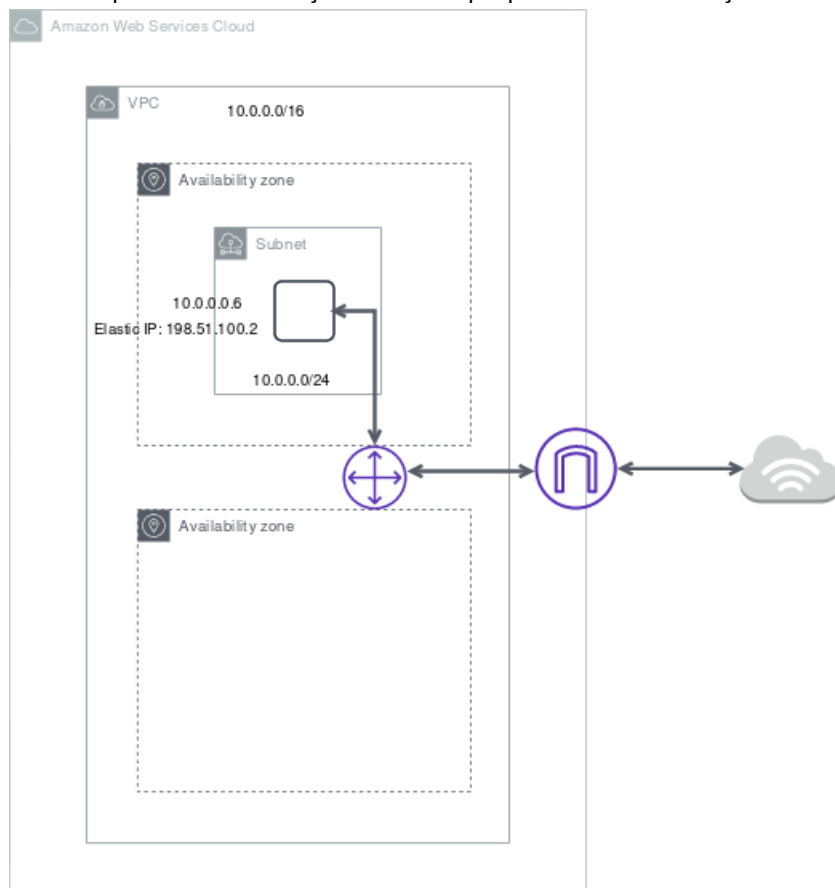 Amazon Web Services Cloud
VPC
10.0.0.0/16
Availability zone
Subnet
10.0.0.0.6
Elastic IP: 198.51.100.2
10.0.0.0/24
Availability zone